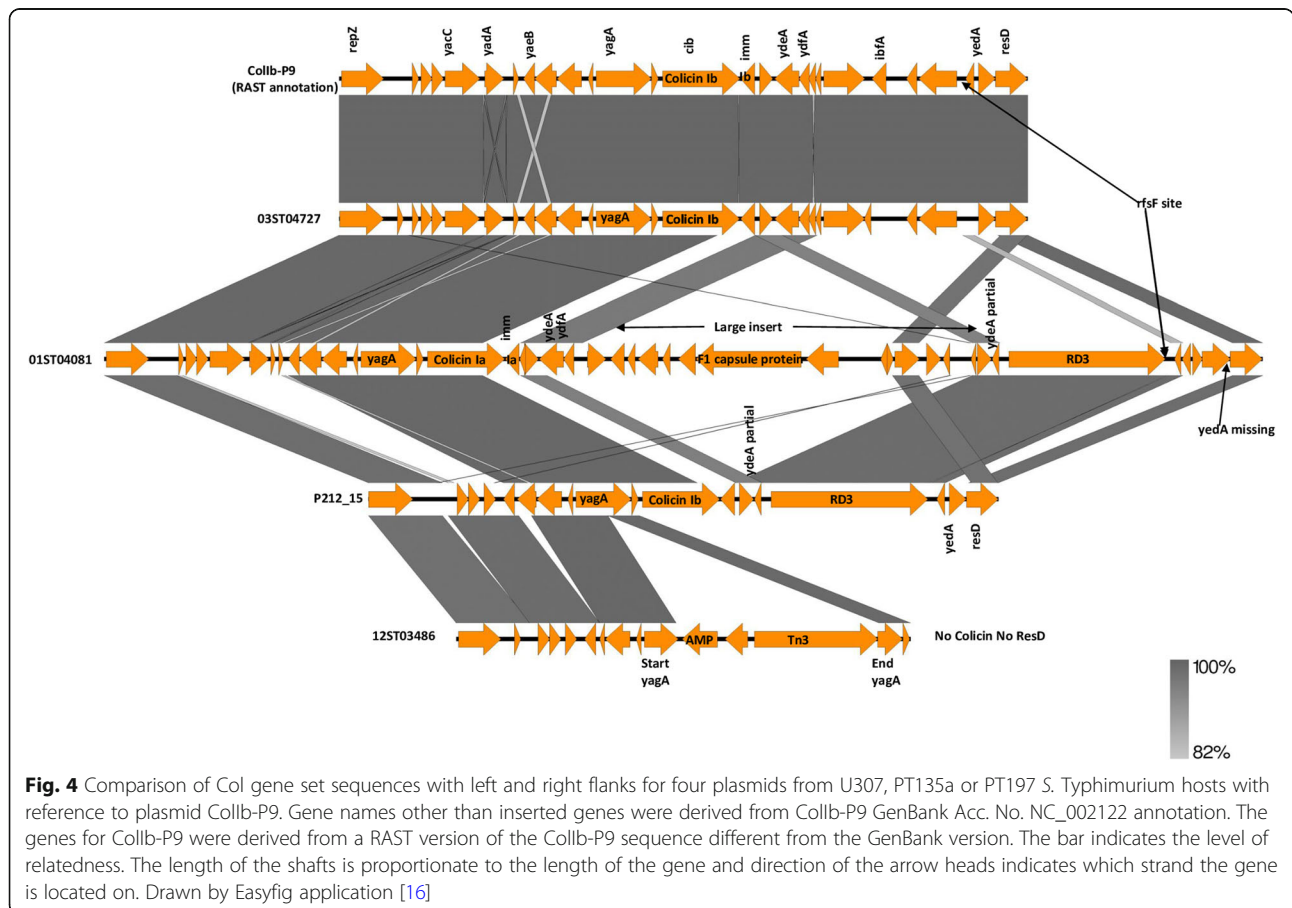 repZ
yacC
yadA
yaeB
yagA
cib
imm
ydeA
ydfA
ibfA
yedA
resD
ColIb-P9
(RAST annotation)
Colicin Ib
Ib
rfsF site
03ST04727
yagA
Colicin Ib
imm
ydeA
ydfA
Large insert
ydeA partial
01ST04081
yagA
Colicin Ia
Ia
F1 capsule protein
RD3
yedA missing
ydeA partial
P212_15
yagA
Colicin Ib
RD3
yedA
resD
12ST03486
AMP
Tn3
No Colicin No ResD
Start
yagA
End
yagA
100%
82%
Fig. 4 Comparison of Col gene set sequences with left and right flanks for four plasmids from U307, PT135a or PT197 S. Typhimurium hosts with
reference to plasmid ColIb-P9. Gene names other than inserted genes were derived from ColIb-P9 GenBank Acc. No. NC_002122 annotation. The
genes for ColIb-P9 were derived from a RAST version of the ColIb-P9 sequence different from the GenBank version. The bar indicates the level of
relatedness. The length of the shafts is proportionate to the length of the gene and direction of the arrow heads indicates which strand the gene
is located on. Drawn by Easyfig application [16]